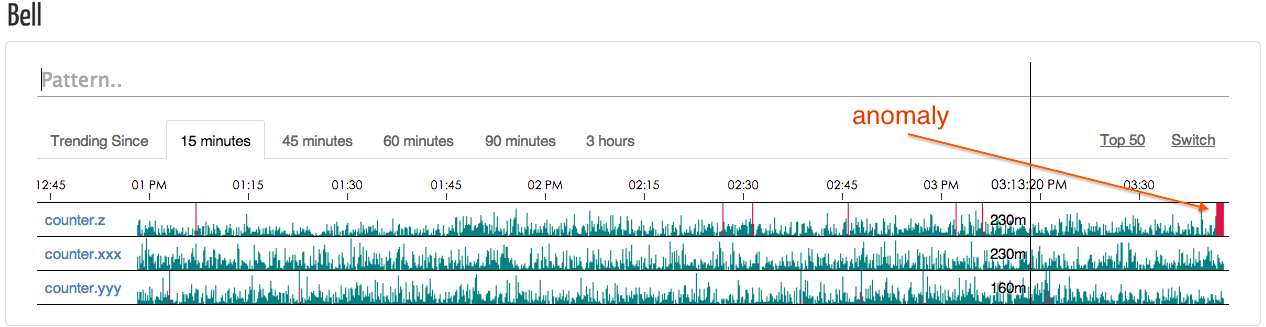 Bell
Pattern..
anomaly
Trending Since 15 minutes 45 minutes 60 minutes 90 minutes 3 hours Top 50 Switch
12:45 01 PM 01:15 01:30 01:45 02 PM 02:15 02:30 02:45 03 PM 03:13:20 PM 03:30
counter.z 230m
counter.xxx 230m
counter.yyy 160m